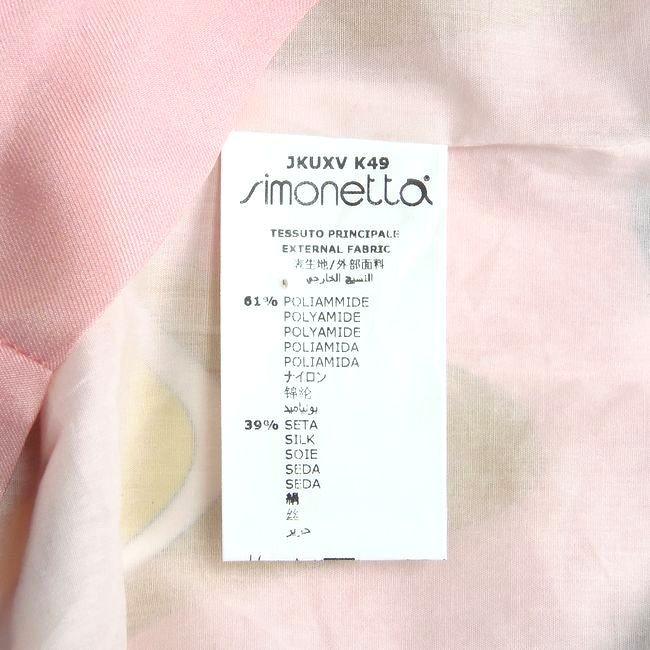 JKUXV K49
simonetta®
TESSUTO PRINCIPALE
EXTERNAL FABRIC
表生地/外部面料
النسيج الخارجي
61% POLIAMMIDE
POLYAMIDE
POLYAMIDE
POLIAMIDA
POLIAMIDA
ナイロン
锦纶
بولياميد
39% SETA
SILK
SOIE
SEDA
SEDA
絹
丝
حرير